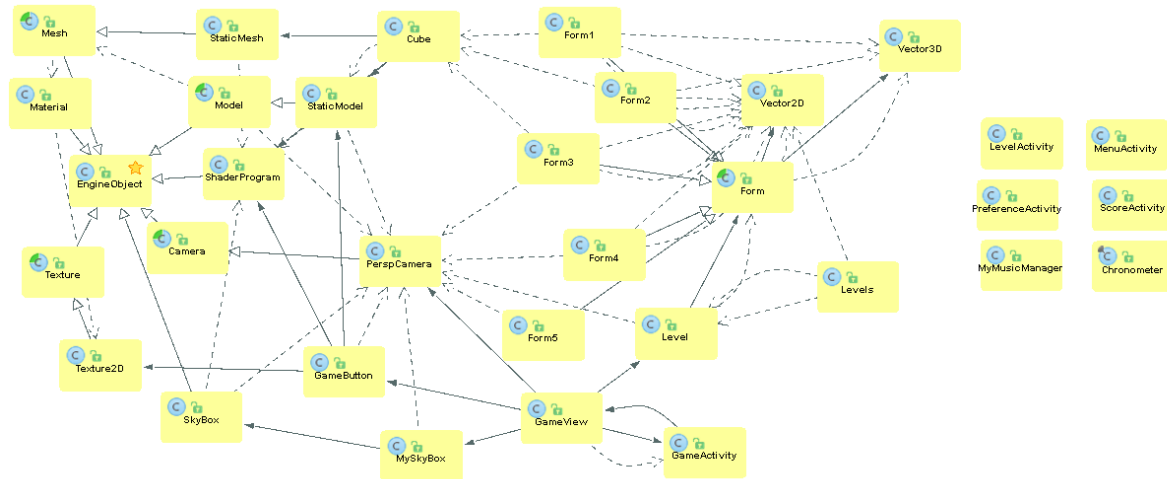 Mesh
StaticMesh
Cube
Form1
Vector3D
Material
Model
StaticModel
Form2
Vector2D
LevelActivity
MenuActivity
EngineObject
ShaderProgram
Form3
Form
PreferenceActivity
ScoreActivity
Texture
Camera
PerspCamera
Form4
Levels
MyMusicManager
Chronometer
Texture2D
GameButton
Form5
Level
SkyBox
MySkyBox
GameView
GameActivity